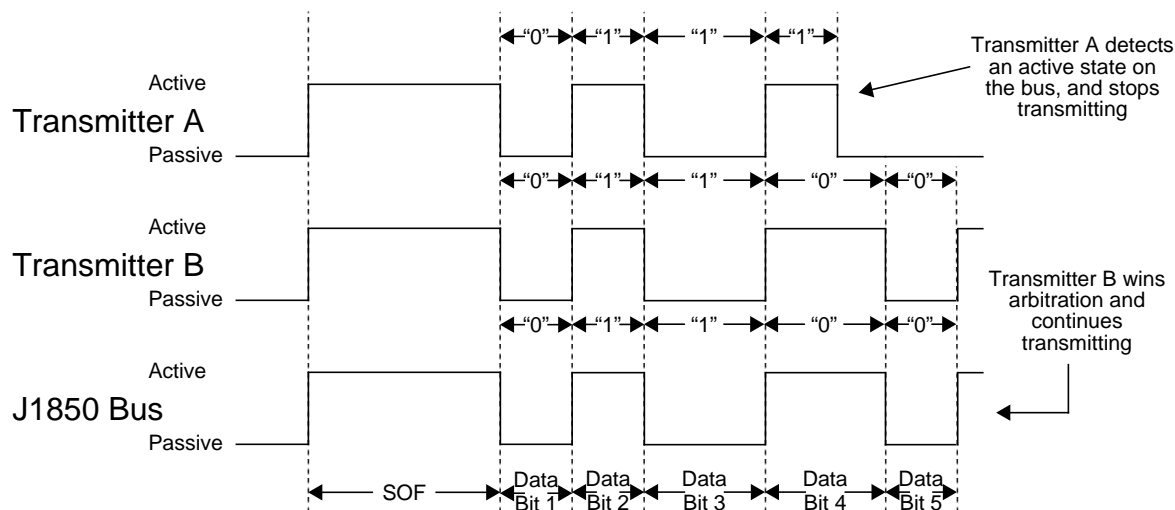 “0” “1” “1” “1”
Transmitter A detects
an active state on
the bus, and stops
transmitting
Active
Transmitter A
Passive
“0” “1” “1” “0” “0”
Active
Transmitter B
Passive
Transmitter B wins
arbitration and
continues
transmitting
“0” “1” “1” “0” “0”
Active
J1850 Bus
Passive
SOF
Data
Bit 1
Data
Bit 2
Data
Bit 3
Data
Bit 4
Data
Bit 5